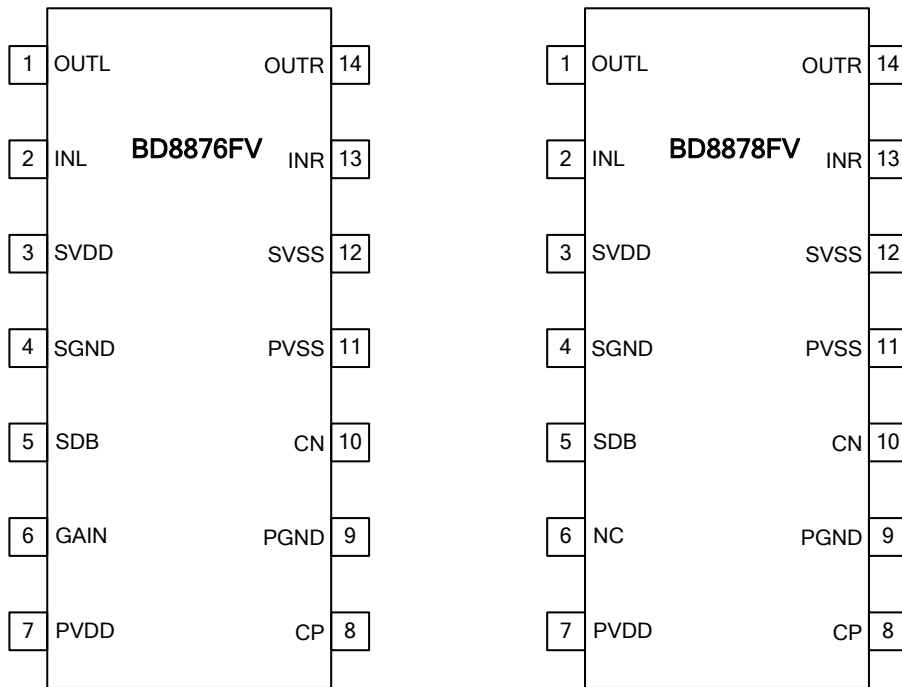 1 OUTL OUTR 14 1 OUTL OUTR 14
BD8876FV BD8878FV
2 INL INR 13 2 INL INR 13
3 SVDD SVSS 12 3 SVDD SVSS 12
4 SGND PVSS 11 4 SGND PVSS 11
5 SDB CN 10 5 SDB CN 10
6 GAIN PGND 9 6 NC PGND 9
7 PVDD CP 8 7 PVDD CP 8